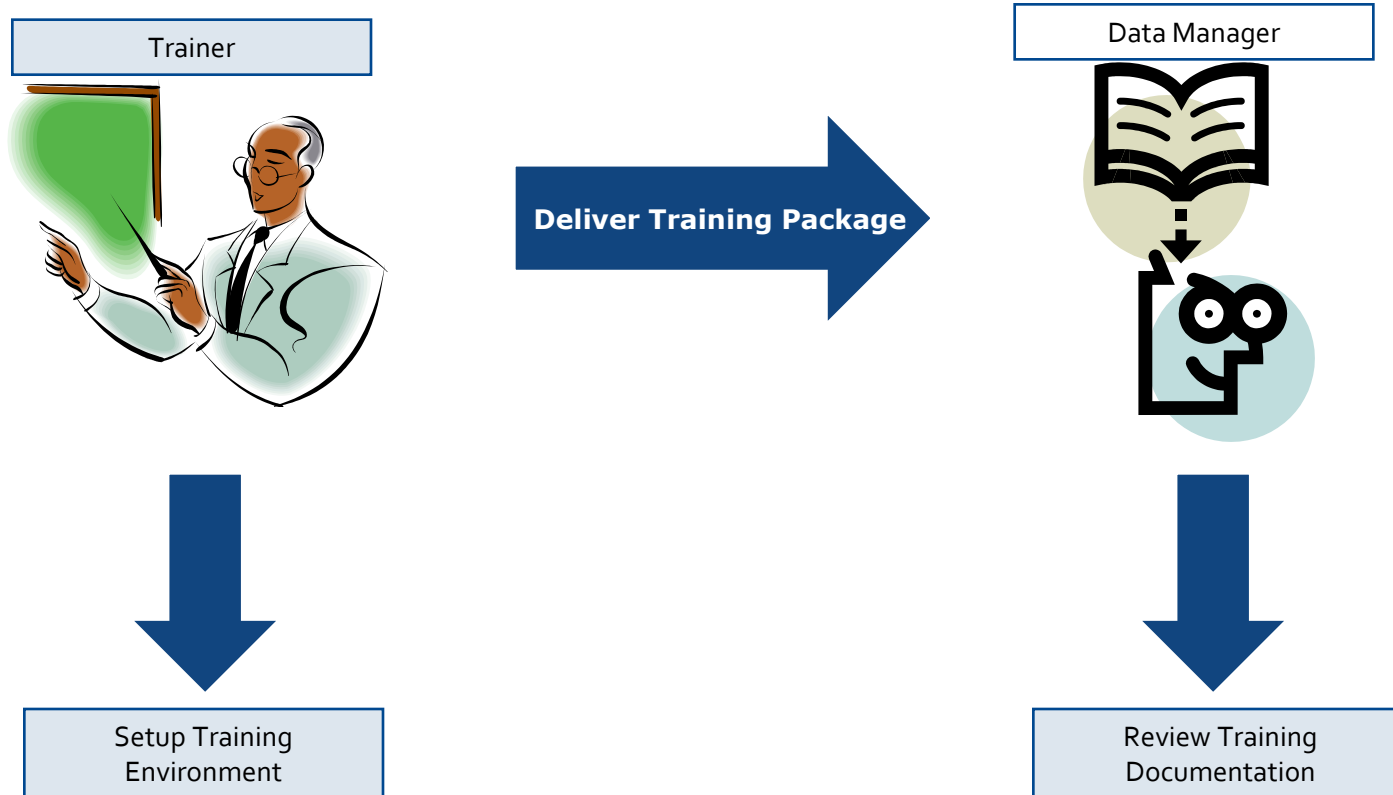 Trainer
Data Manager
Deliver Training Package
Setup Training
Environment
Review Training
Documentation